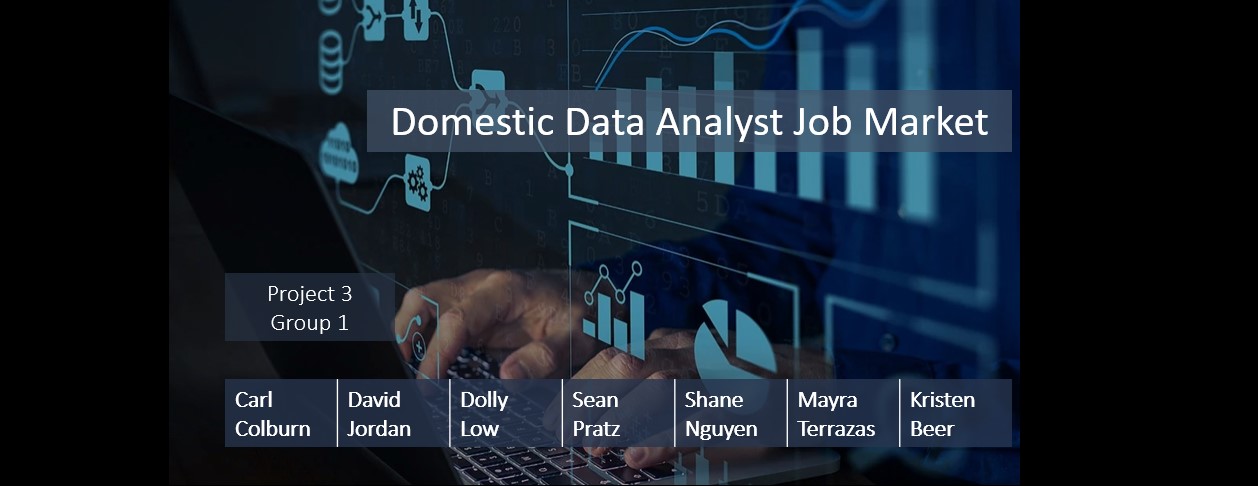 Domestic Data Analyst Job Market
Project 3
Group 1
Carl
Colburn
David
Jordan
Dolly
Low
Sean
Pratz
Shane
Nguyen
Mayra
Terrazas
Kristen
Beer